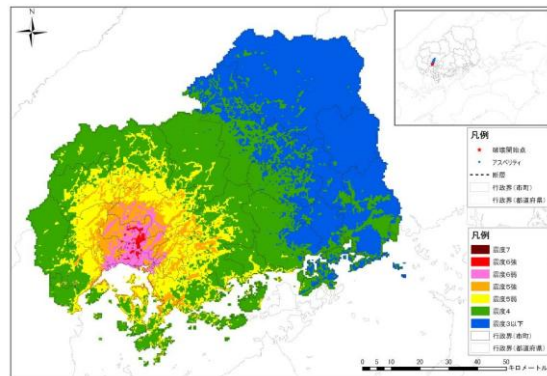 N
凡例
破壊開始点
アスペリティ
断層
行政界(市町)
行政界(都道府県)
凡例
震度7
震度6強
震度6弱
震度5強
震度5弱
震度4
震度3以下
行政界(市町)
行政界(都道府県)
0 5 10 20 30 40 50
キロメートル